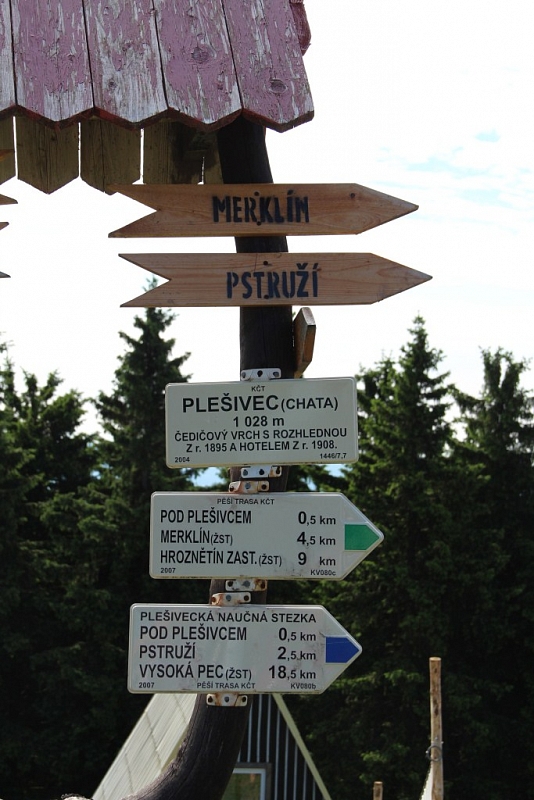 MERKLÍN
PSTRUŽÍ
KČT
PLEŠIVEC (CHATA)
1 028 m
ČEDIČOVÝ VRCH S ROZHLEDNOU
Z r. 1895 A HOTELEM Z r. 1908.
2004 1446/7,7
PĚŠÍ TRASA KČT
POD PLEŠIVCEM 0,5 km
MERKLÍN (ŽST) 4,5 km
HROZNĚTÍN ZAST. (ŽST) 9 km
2007 KV080c
PLEŠIVECKÁ NAUČNÁ STEZKA
POD PLEŠIVCEM 0,5 km
PSTRUŽÍ 2,5 km
VYSOKÁ PEC (ŽST) 18,5 km
2007 PĚŠÍ TRASA KČT KV080b